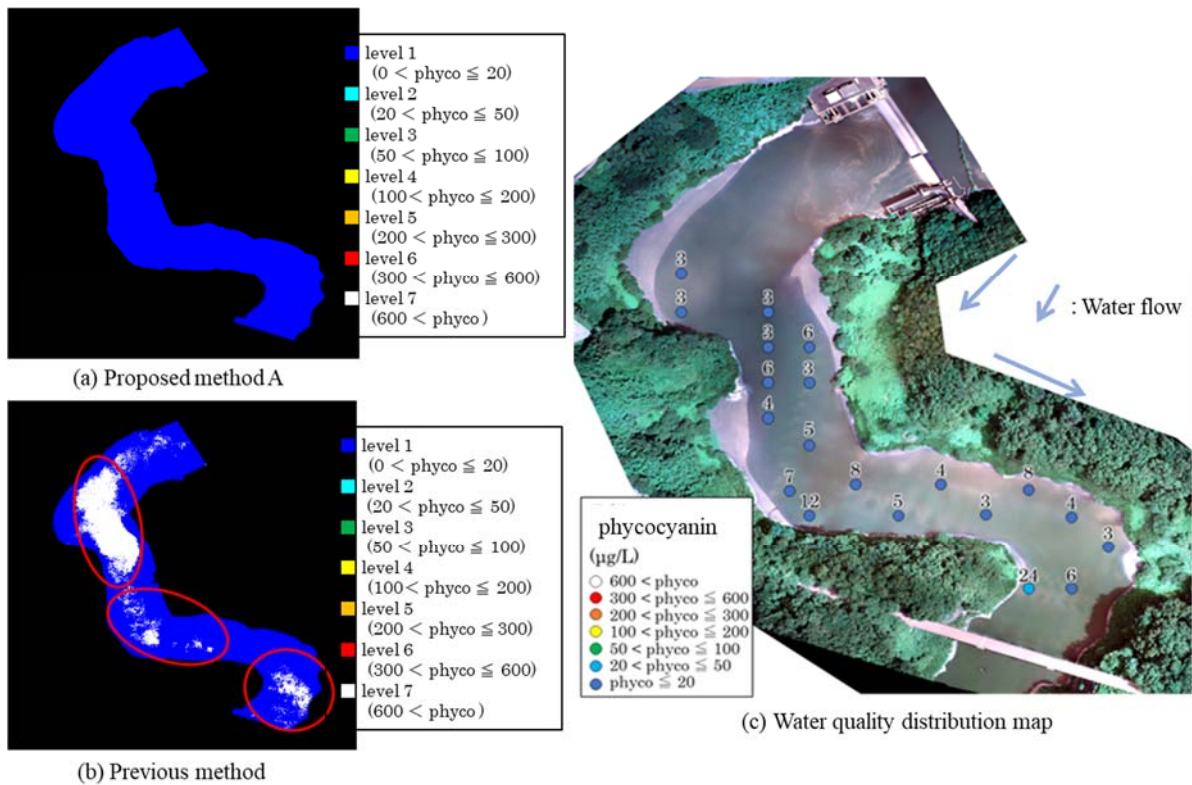 level 1
(0 < phyco ≦ 20)
level 2
(20 < phyco ≦ 50)
level 3
(50 < phyco ≦ 100)
level 4
(100< phyco ≦ 200)
level 5
(200 < phyco ≦300)
level 6
(300 < phyco ≦ 600)
level 7
(600 < phyco)
(a) Proposed method A
level 1
(0 < phyco ≦ 20)
level 2
(20 < phyco ≦ 50)
level 3
(50 < phyco ≦ 100)
level 4
(100< phyco ≦ 200)
level 5
(200 < phyco ≦300)
level 6
(300 < phyco ≦ 600)
level 7
(600 < phyco)
(b) Previous method
: Water flow
3
3
3
3
6
6
3
4
5
7
8
4
8
12
5
3
4
3
24
6
phycocyanin
(µg/L)
600 < phyco
300 < phyco ≦ 600
200 < phyco ≦ 300
100 < phyco ≦ 200
50 < phyco ≦ 100
20 < phyco ≦ 50
phyco ≦ 20
(c) Water quality distribution map